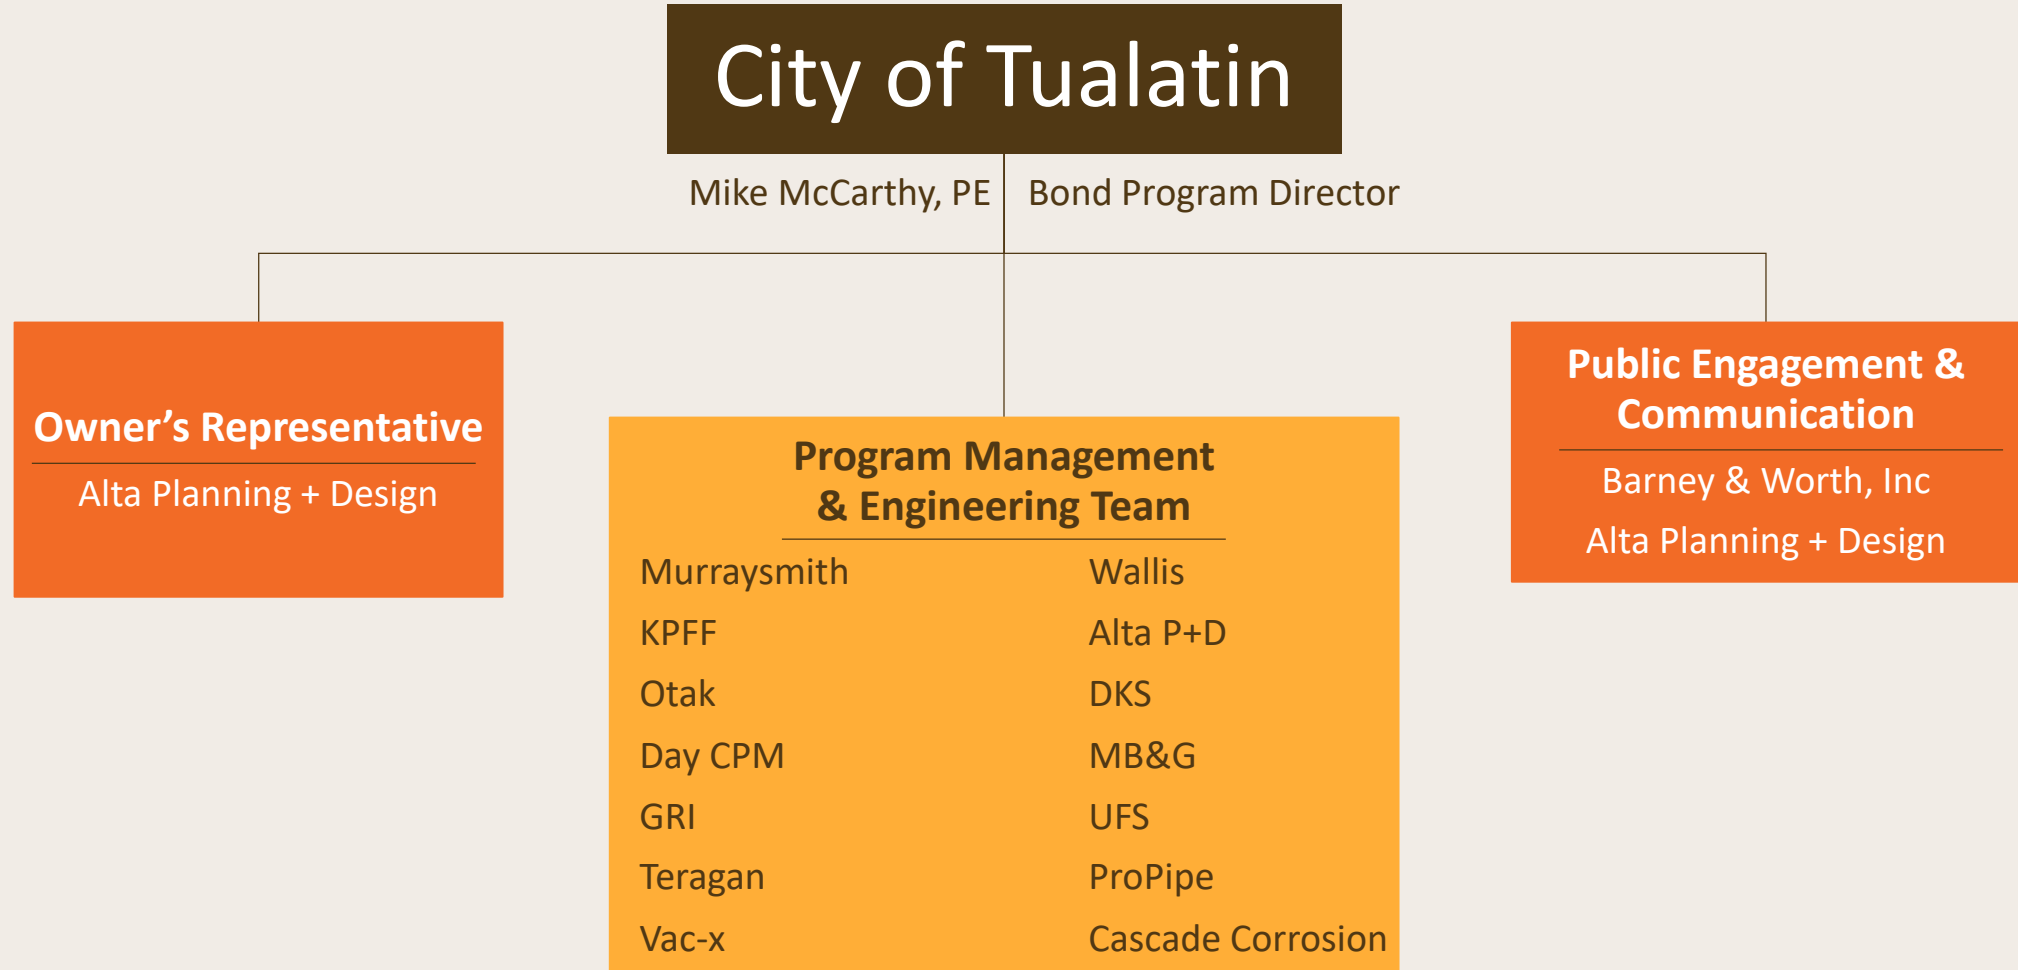 City of Tualatin
Mike McCarthy, PE Bond Program Director
Owner’s Representative
Alta Planning + Design
Program Management
& Engineering Team
Murraysmith
KPFF
Otak
Day CPM
GRI
Teragan
Vac-x
Wallis
Alta P+D
DKS
MB&G
UFS
ProPipe
Cascade Corrosion
Public Engagement &
Communication
Barney & Worth, Inc
Alta Planning + Design